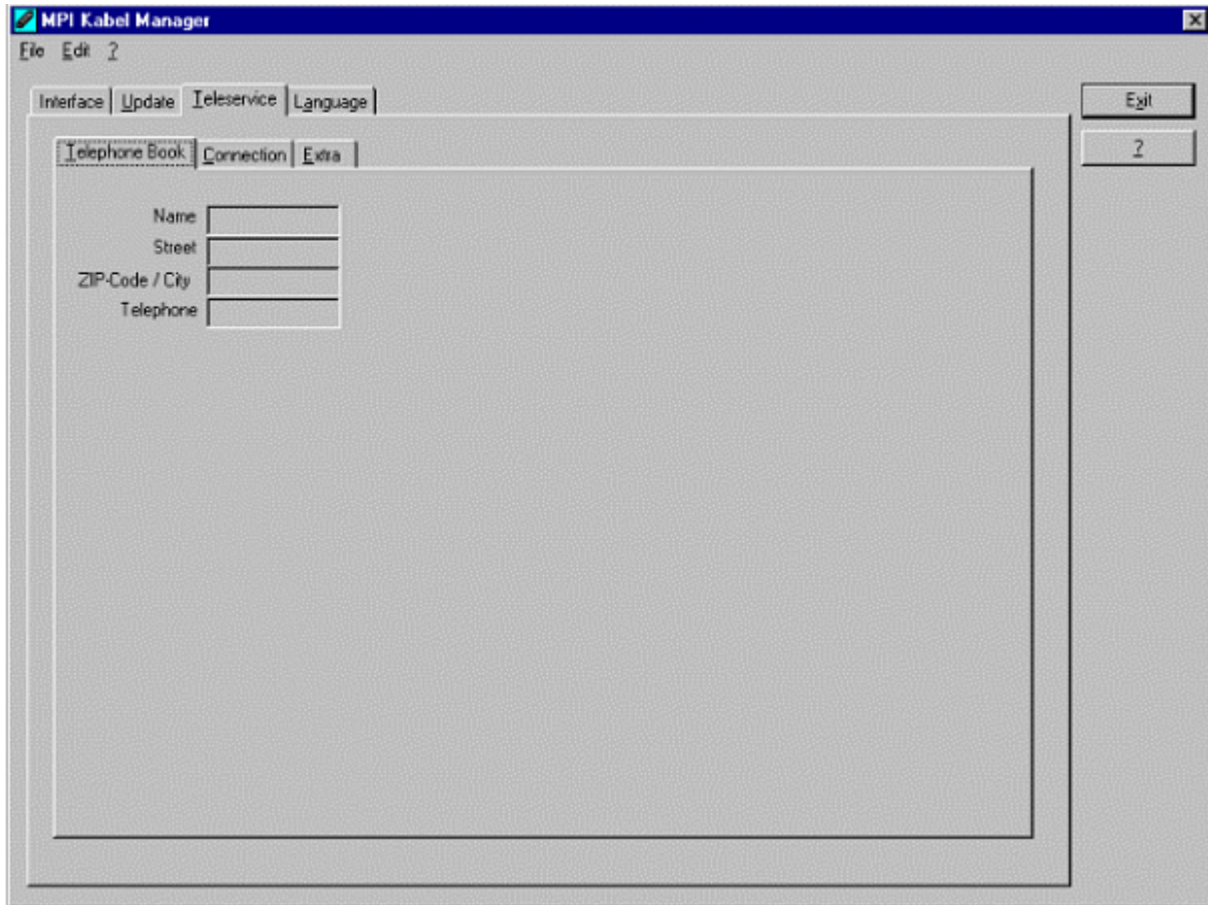 MPI Kabel Manager
File Edit ?
Interface Update Teleservice Language
Exit
Telephone Book Connection Extra
?
Name
Street
ZIP-Code / City
Telephone